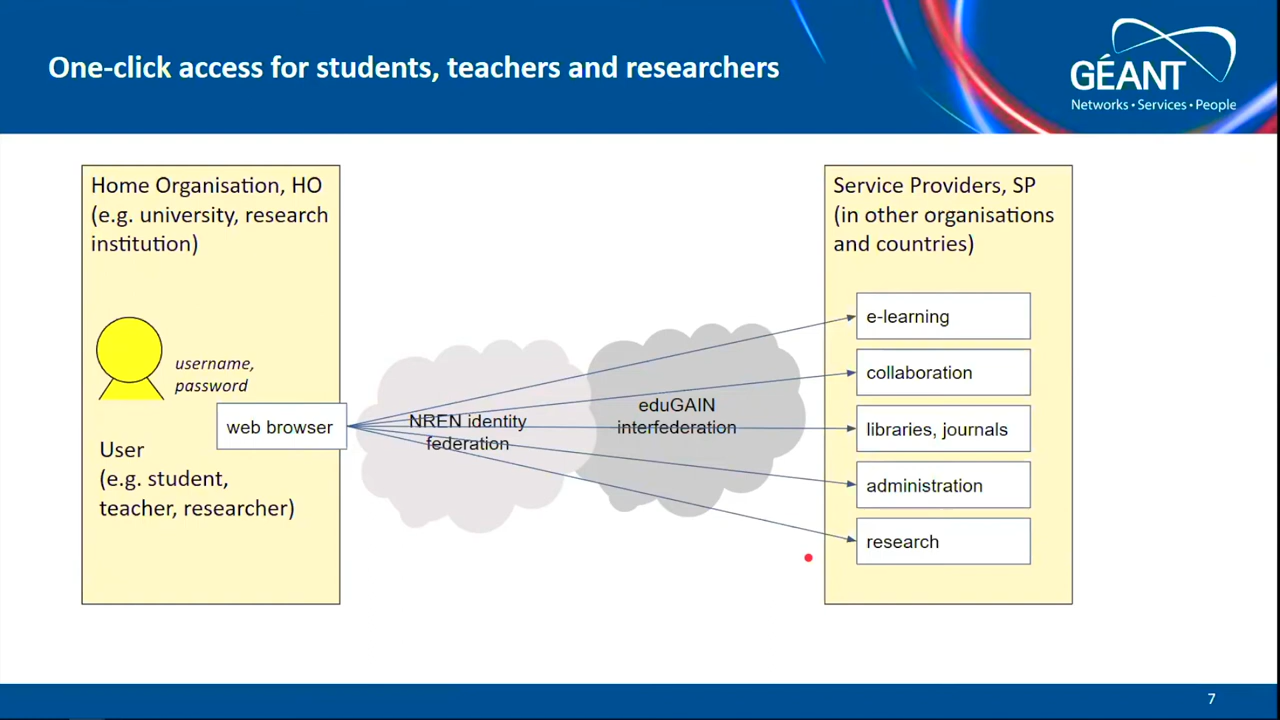 One-click access for students, teachers and researchers
GÉANT
Networks • Services • People
Home Organisation, HO
(e.g. university, research
institution)
username,
password
web browser
User
(e.g. student,
teacher, researcher)
NREN identity
federation
eduGAIN
interfederation
Service Providers, SP
(in other organisations
and countries)
e-learning
collaboration
libraries, journals
administration
research
7